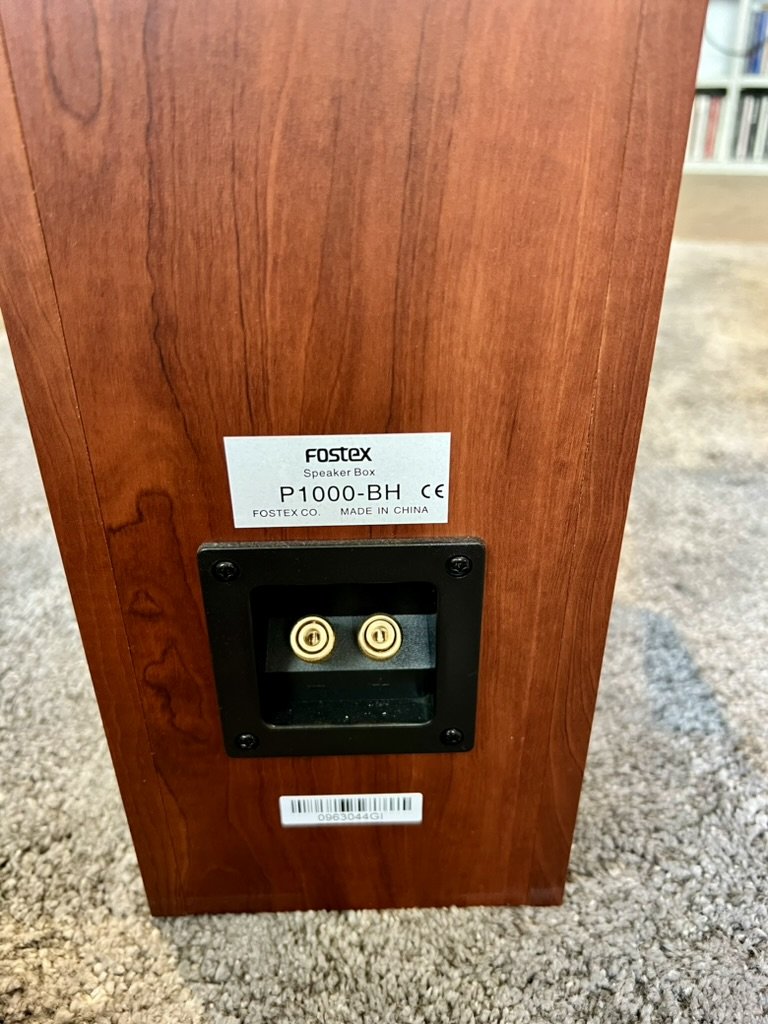 Fostex
Speaker Box
P1000-BH CE
FOSTEX CO. MADE IN CHINA
- +
0963044GI